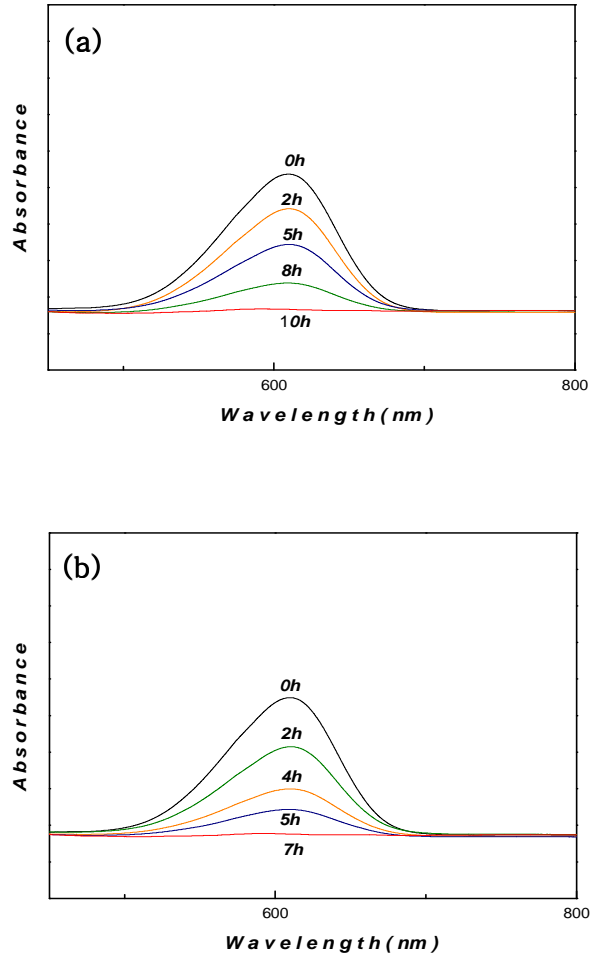 (a)
Absorbance
0h
2h
5h
8h
10h
600 800
Wavelength(nm)
(b)
Absorbance
0h
2h
4h
5h
7h
600 800
Wavelength(nm)